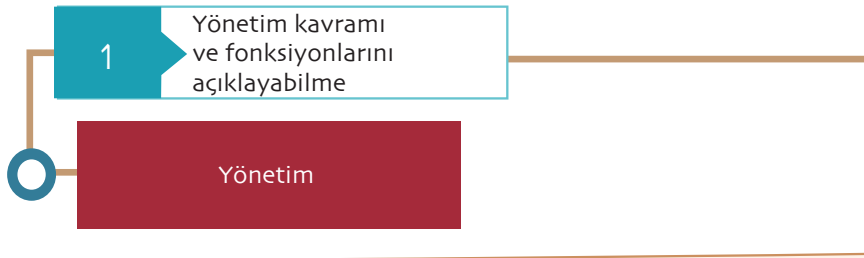 1
Yönetim kavramı
ve fonksiyonlarını
açıklayabilme
Yönetim